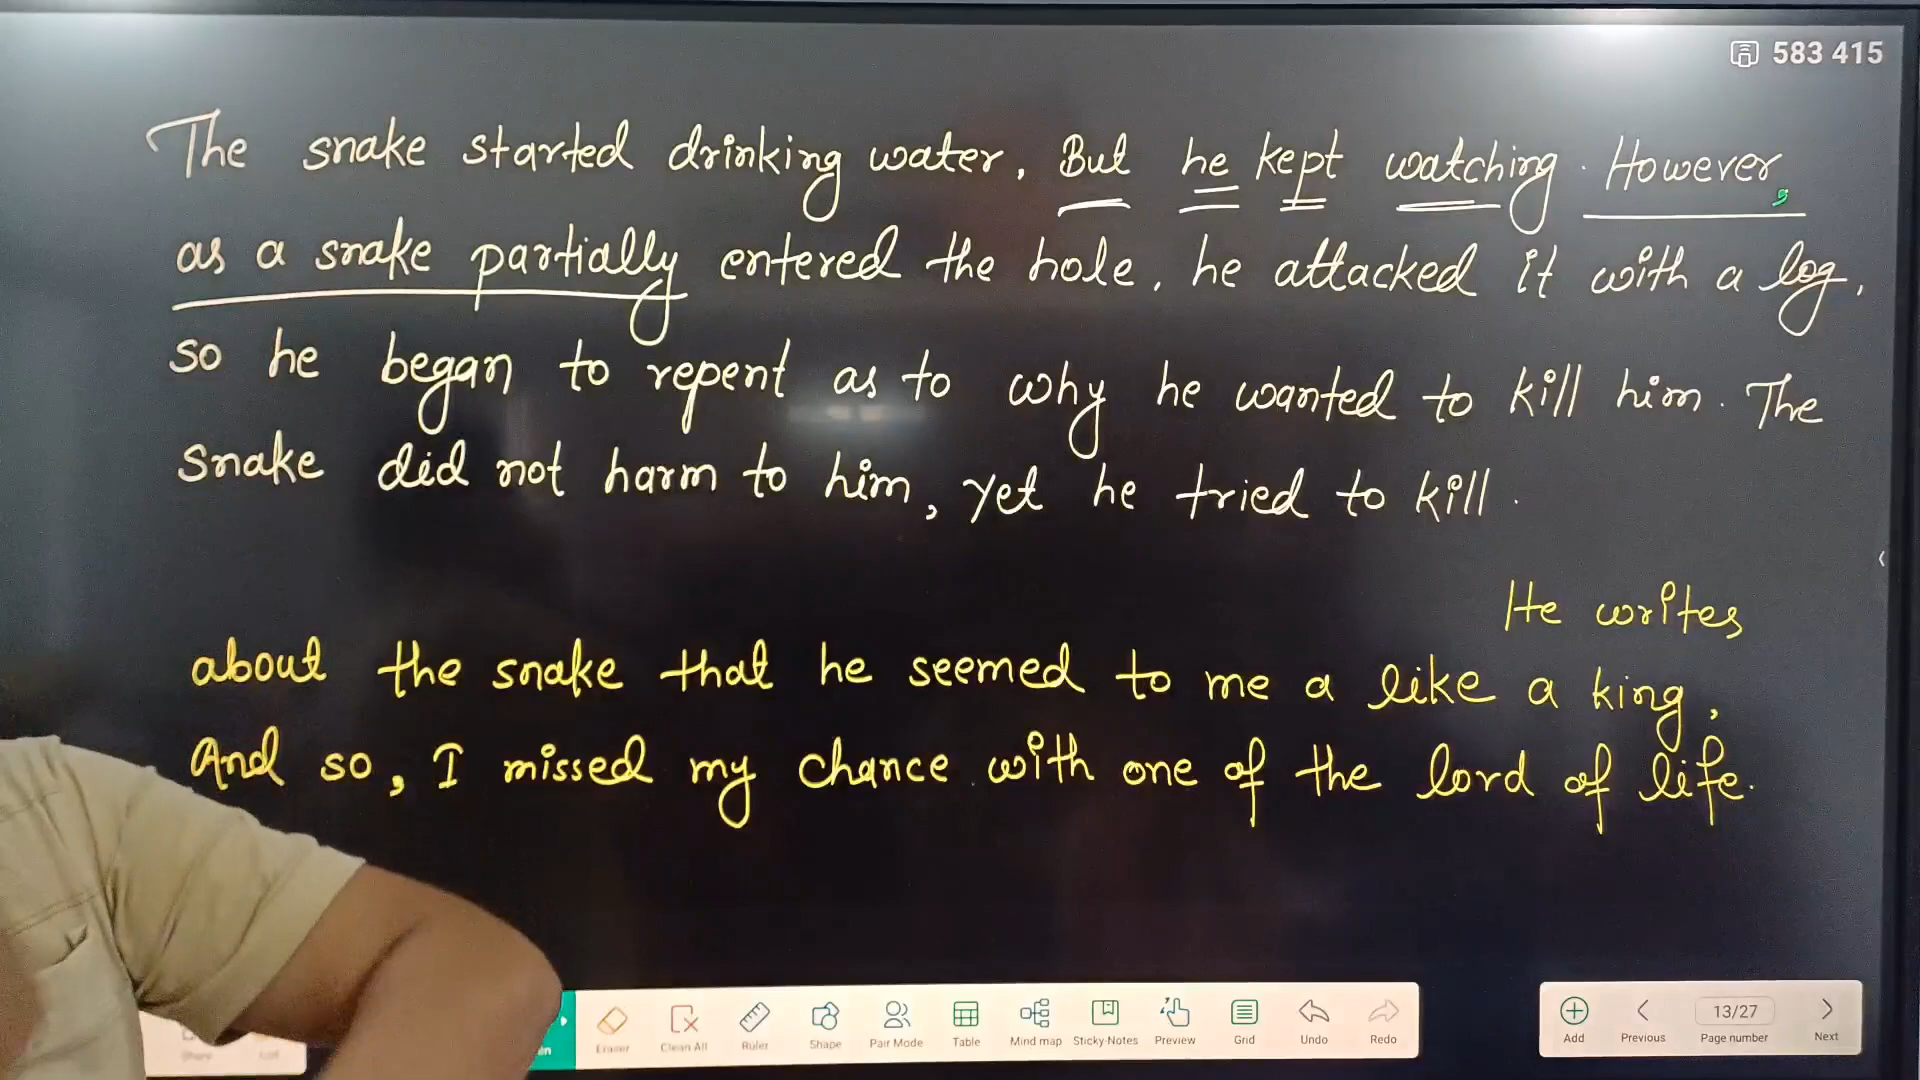 583 415
The snake started drinking water. But he kept watching. However,
as a snake partially entered the hole, he attacked it with a log,
so he began to repent as to why he wanted to kill him. The
snake did not harm to him, yet he tried to kill.
He writes
about the snake that he seemed to me a like a king,
And so, I missed my chance with one of the lord of life.
Eraser Clean All Ruler Shape Pair Mode Table Mind map Sticky-Notes Preview Grid Undo Redo
Add Previous 13/27 Page number Next